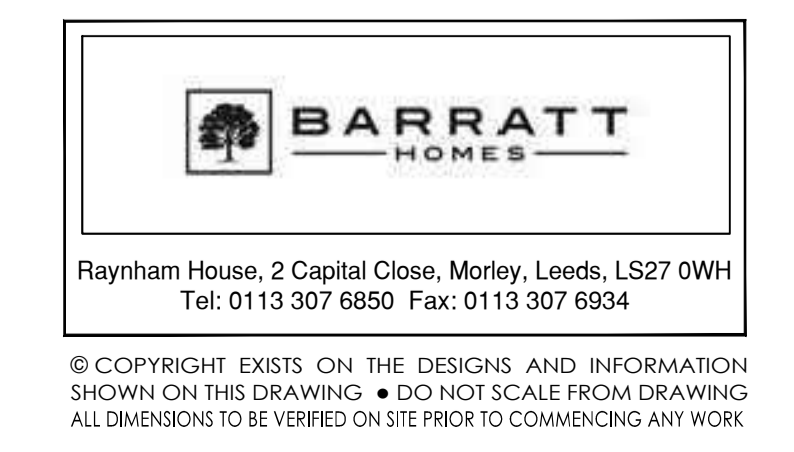 BARRATT
HOMES
Raynham House, 2 Capital Close, Morley, Leeds, LS27 0WH
Tel: 0113 307 6850  Fax: 0113 307 6934
© COPYRIGHT EXISTS ON THE DESIGNS AND INFORMATION
SHOWN ON THIS DRAWING ● DO NOT SCALE FROM DRAWING
ALL DIMENSIONS TO BE VERIFIED ON SITE PRIOR TO COMMENCING ANY WORK